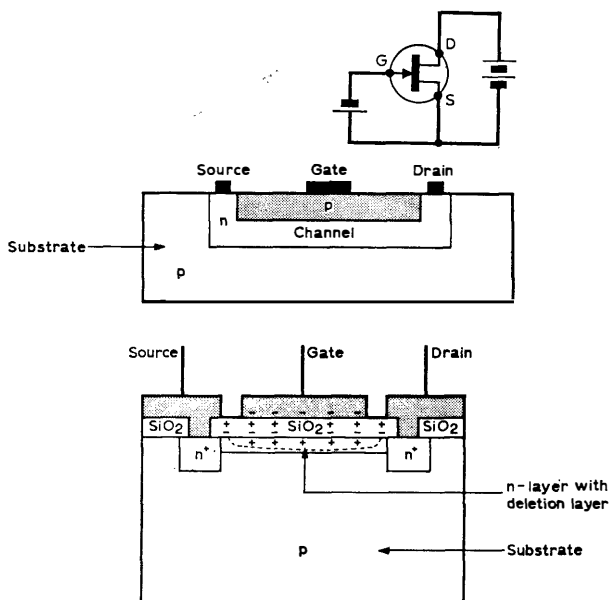 D
G
S
Source Gate Drain
p
n
Channel
Substrate
p
Source Gate Drain
- - - - -
SiO2 + + + SiO2 + + + SiO2
- - - - - -
n+ + + + + + n+
n-layer with
deletion layer
p
Substrate